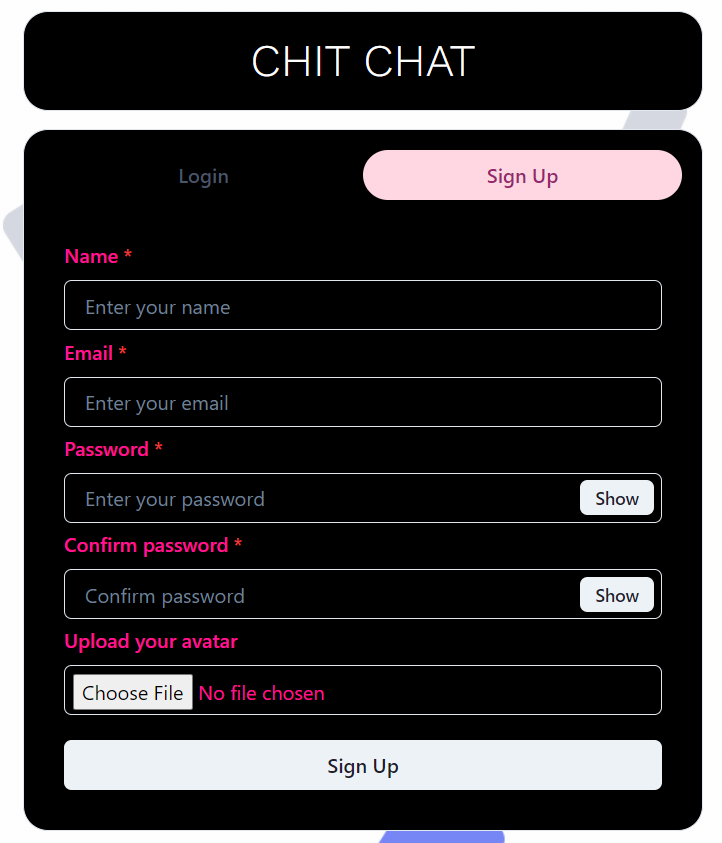 CHIT CHAT
Login Sign Up
Name *
Enter your name
Email *
Enter your email
Password *
Enter your password Show
Confirm password *
Confirm password Show
Upload your avatar
Choose File No file chosen
Sign Up